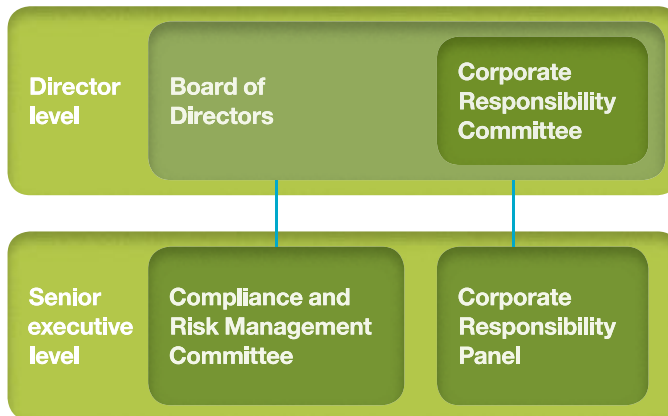 Director
level
Board of
Directors
Corporate
Responsibility
Committee
Senior
executive
level
Compliance and
Risk Management
Committee
Corporate
Responsibility
Panel